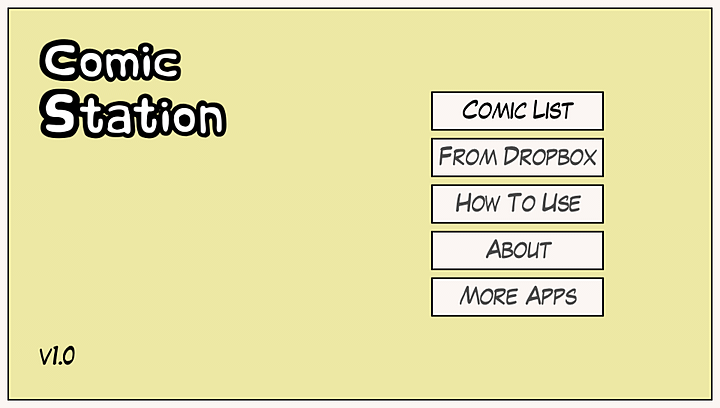 Comic
Station
Comic List
From Dropbox
How To Use
About
More Apps
v1.0